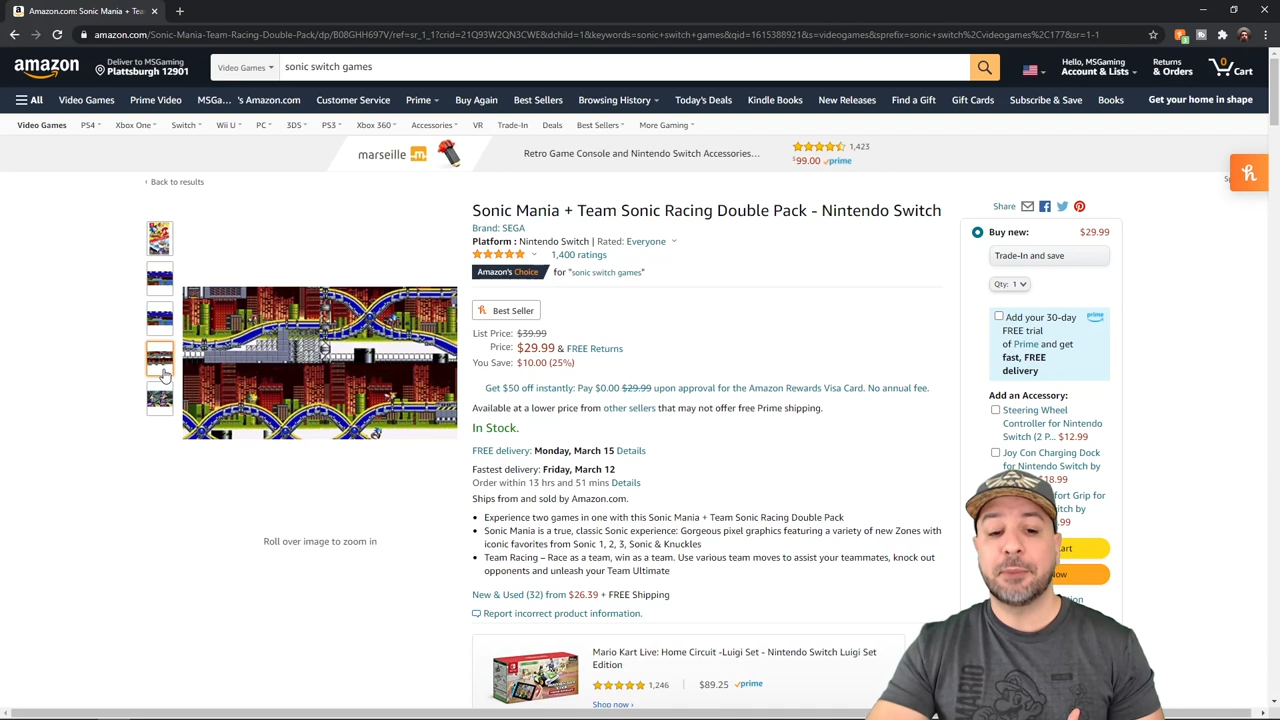 Amazon.com: Sonic Mania + Team
amazon.com/Sonic-Mania-Team-Racing-Double-Pack/dp/B08GHH697V/ref=sr_1_1?crid=21Q93W2QN3CWE&dchild=1&keywords=sonic+switch+games&qid=1615388921&s=videogames&sprefix=sonic+switch%2Cvideogames%2C177&sr=1-1
amazon
Deliver to MSGaming
Plattsburgh 12901
Video Games
sonic switch games
Hello, MSGaming
Account & Lists
Returns
& Orders
0
Cart
All
Video Games
Prime Video
MSGa... 's Amazon.com
Customer Service
Prime
Buy Again
Best Sellers
Browsing History
Today's Deals
Kindle Books
New Releases
Find a Gift
Gift Cards
Subscribe & Save
Books
Get your home in shape
Video Games
PS4
Xbox One
Switch
Wii U
PC
3DS
PS3
Xbox 360
Accessories
VR
Trade-In
Deals
Best Sellers
More Gaming
marseille m
Retro Game Console and Nintendo Switch Accessories...
1,423
$99.00 prime
‹ Back to results
Sonic Mania + Team Sonic Racing Double Pack - Nintendo Switch
Brand: SEGA
Platform : Nintendo Switch | Rated: Everyone
1,400 ratings
Amazon's Choice for "sonic switch games"
Best Seller
List Price: $39.99
Price: $29.99 & FREE Returns
You Save: $10.00 (25%)
Get $50 off instantly: Pay $0.00 $29.99 upon approval for the Amazon Rewards Visa Card. No annual fee.
Available at a lower price from other sellers that may not offer free Prime shipping.
In Stock.
FREE delivery: Monday, March 15 Details
Fastest delivery: Friday, March 12
Order within 13 hrs and 51 mins Details
Ships from and sold by Amazon.com.
• Experience two games in one with this Sonic Mania + Team Sonic Racing Double Pack
• Sonic Mania is a true, classic Sonic experience: Gorgeous pixel graphics featuring a variety of new Zones with
iconic favorites from Sonic 1, 2, 3, Sonic & Knuckles
• Team Racing – Race as a team, win as a team. Use various team moves to assist your teammates, knock out
opponents and unleash your Team Ultimate
New & Used (32) from $26.39 + FREE Shipping
Report incorrect product information.
Roll over image to zoom in
Mario Kart Live: Home Circuit -Luigi Set - Nintendo Switch Luigi Set
Edition
1,246 | $89.25 prime
Shop now ›
Share
Buy new: $29.99
Trade-In and save
Qty: 1
Add your 30-day prime
FREE trial
of Prime and get
fast, FREE
delivery
Add an Accessory:
Steering Wheel
Controller for Nintendo
Switch (2 P... $12.99
Joy Con Charging Dock
for Nintendo Switch by
$18.99
fort Grip for
itch by
.99
art
Now